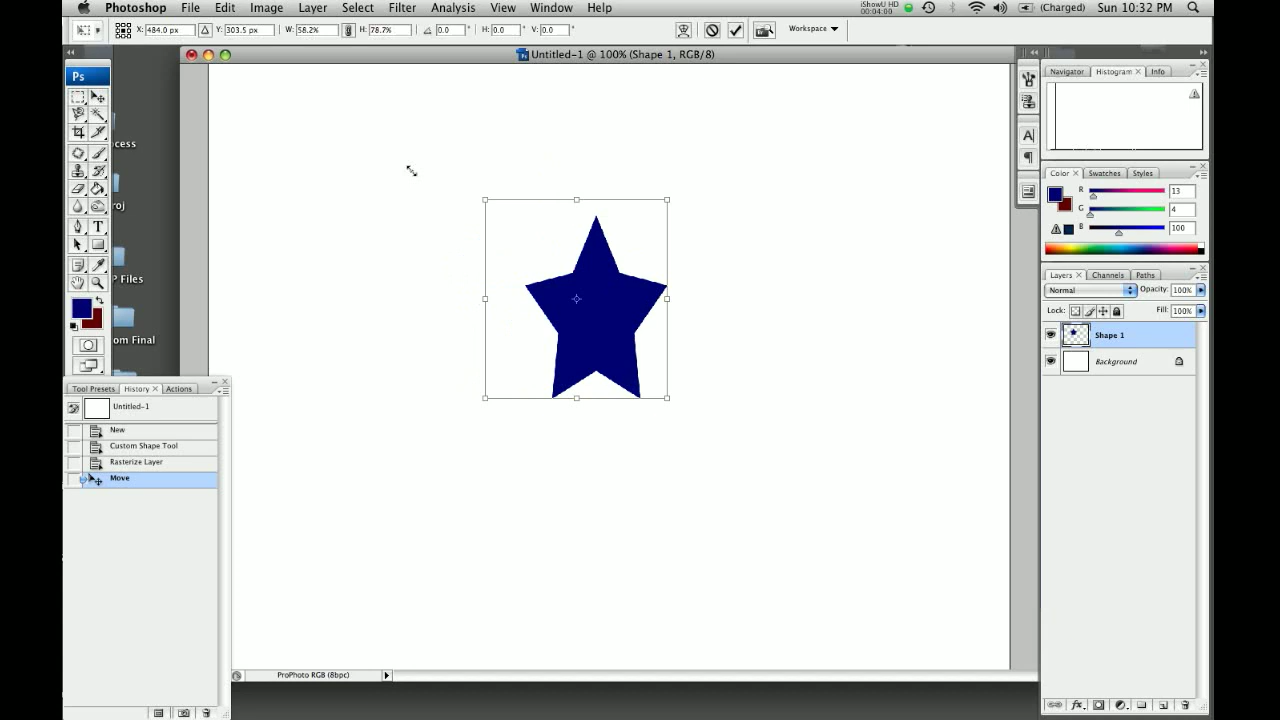 Photoshop File Edit Image Layer Select Filter Analysis View Window Help iShowU HD 00:04:00 (Charged) Sun 10:32 PM
X: 484.0 px Y: 303.5 px W: 58.2% H: 78.7% 0.0 ° H: 0.0 ° V: 0.0 ° Workspace
Untitled-1 @ 100% (Shape 1, RGB/8)
Ps
Navigator Histogram Info
cess
A
Color Swatches Styles
R 13
G 4
B 100
roj
P Files
T
Layers Channels Paths
Normal Opacity: 100%
Lock: Fill: 100%
Shape 1
om Final
Background
Tool Presets History Actions
Untitled-1
New
Custom Shape Tool
Rasterize Layer
Move
ProPhoto RGB (8bpc)
fx